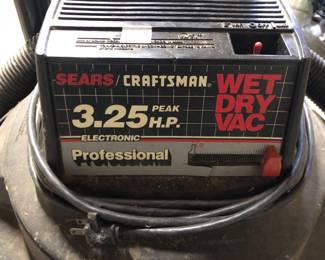 SEARS / CRAFTSMAN
WET
DRY
VAC
3.25 PEAK
H.P.
ELECTRONIC
Professional